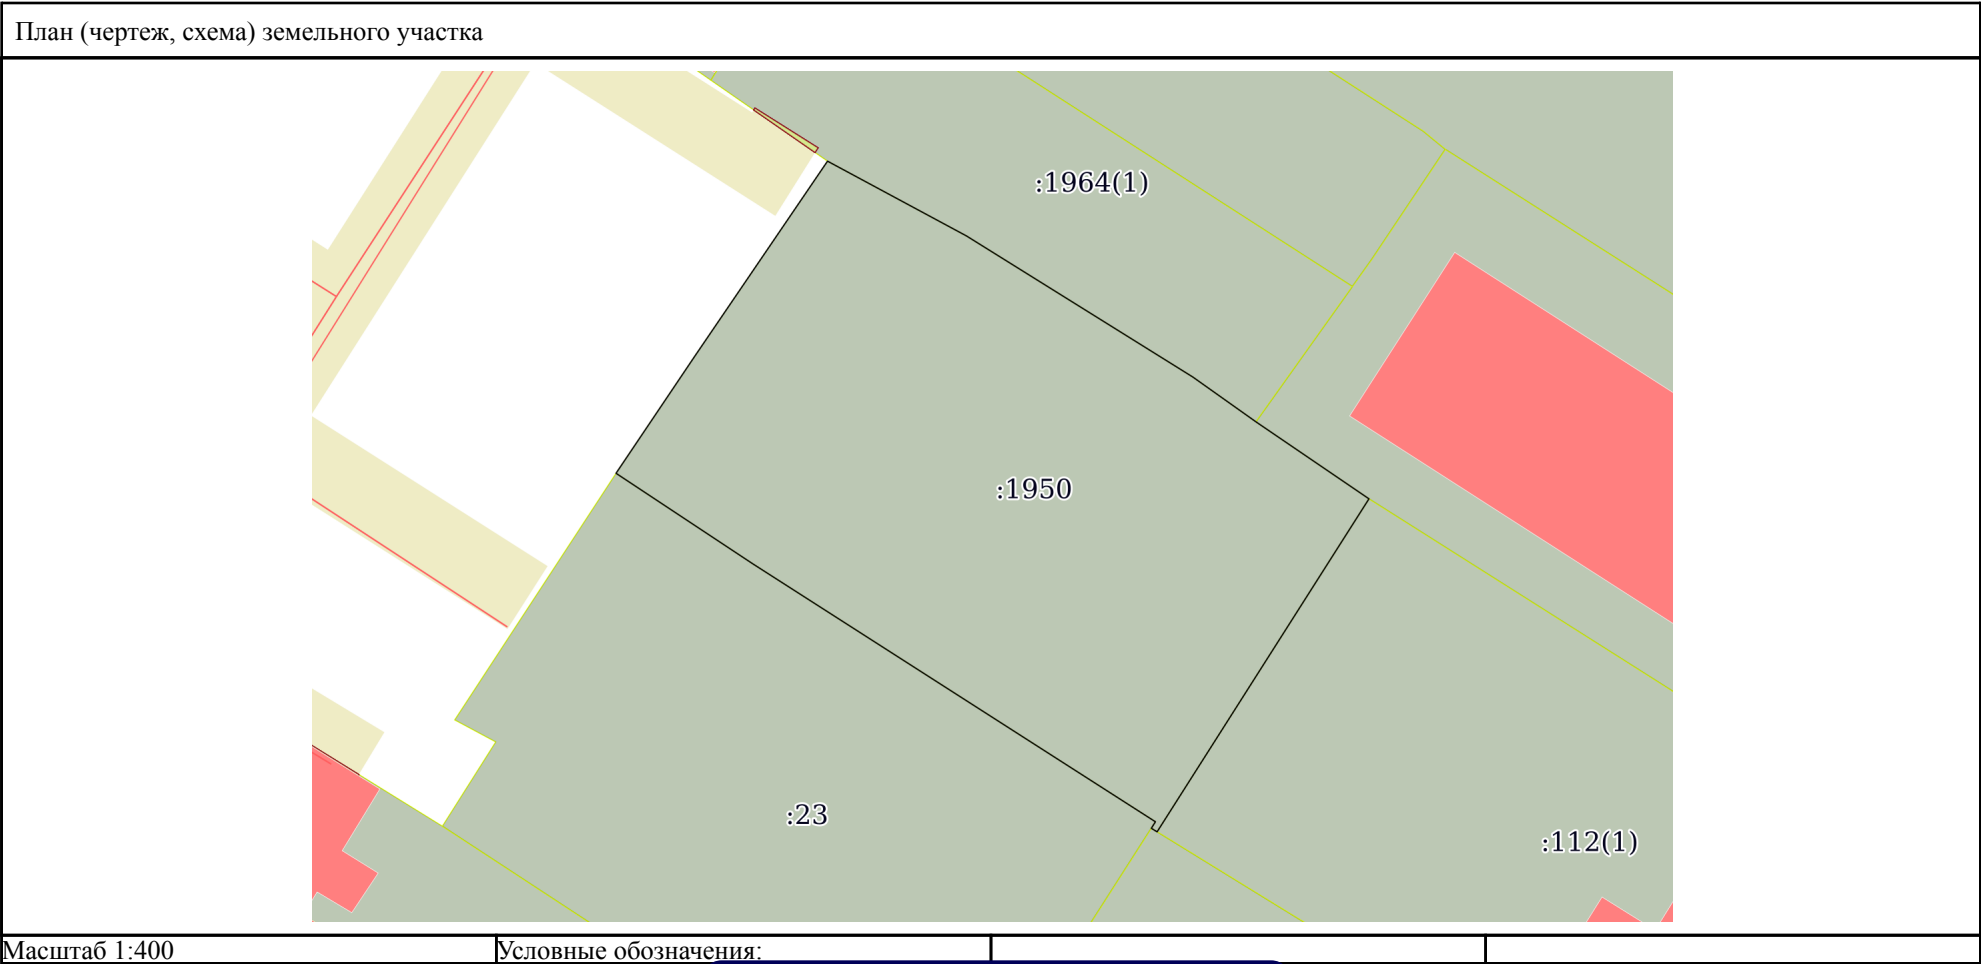 План (чертеж, схема) земельного участка
:1964(1)
:1950
:23
:112(1)
Масштаб 1:400
Условные обозначения: